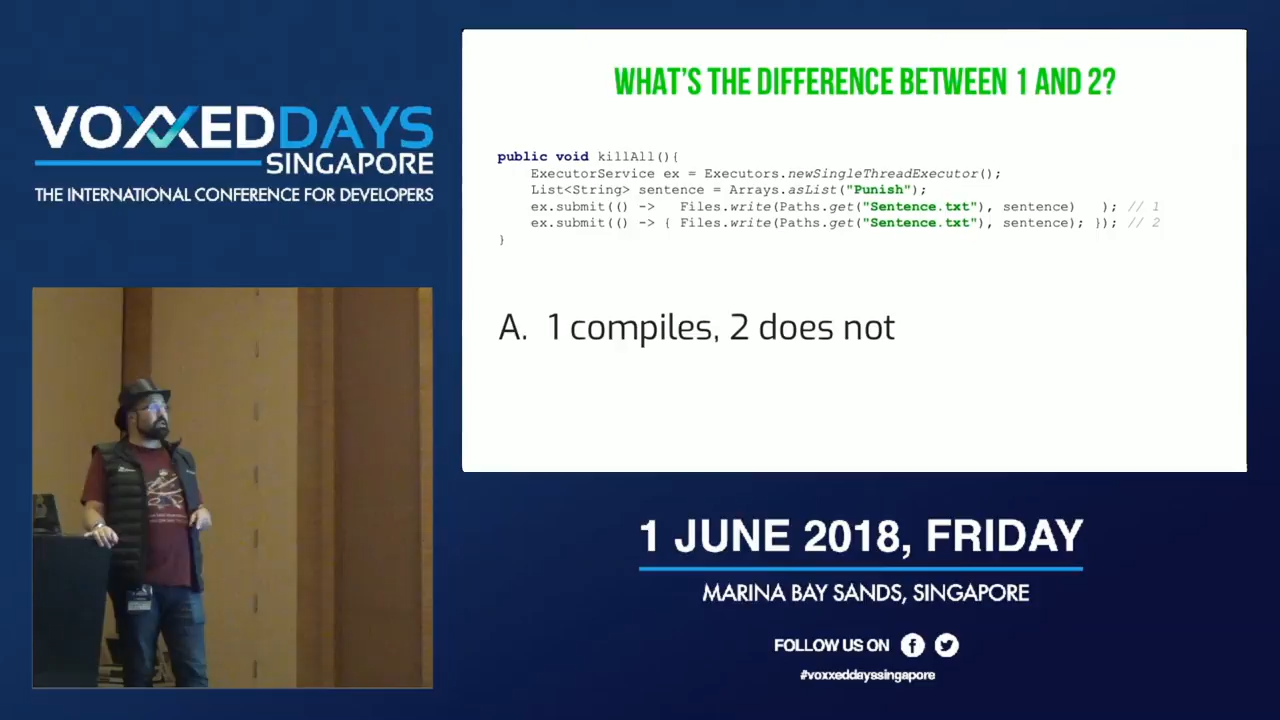 VOXXEDDAYS
SINGAPORE
THE INTERNATIONAL CONFERENCE FOR DEVELOPERS
WHAT'S THE DIFFERENCE BETWEEN 1 AND 2?
public void killAll(){
ExecutorService ex = Executors.newSingleThreadExecutor();
List<String> sentence = Arrays.asList("Punish");
ex.submit(() -> Files.write(Paths.get("Sentence.txt"), sentence) ); // 1
ex.submit(() -> { Files.write(Paths.get("Sentence.txt"), sentence); }); // 2
}
A. 1 compiles, 2 does not
1 JUNE 2018, FRIDAY
MARINA BAY SANDS, SINGAPORE
FOLLOW US ON
#voxxeddayssingapore